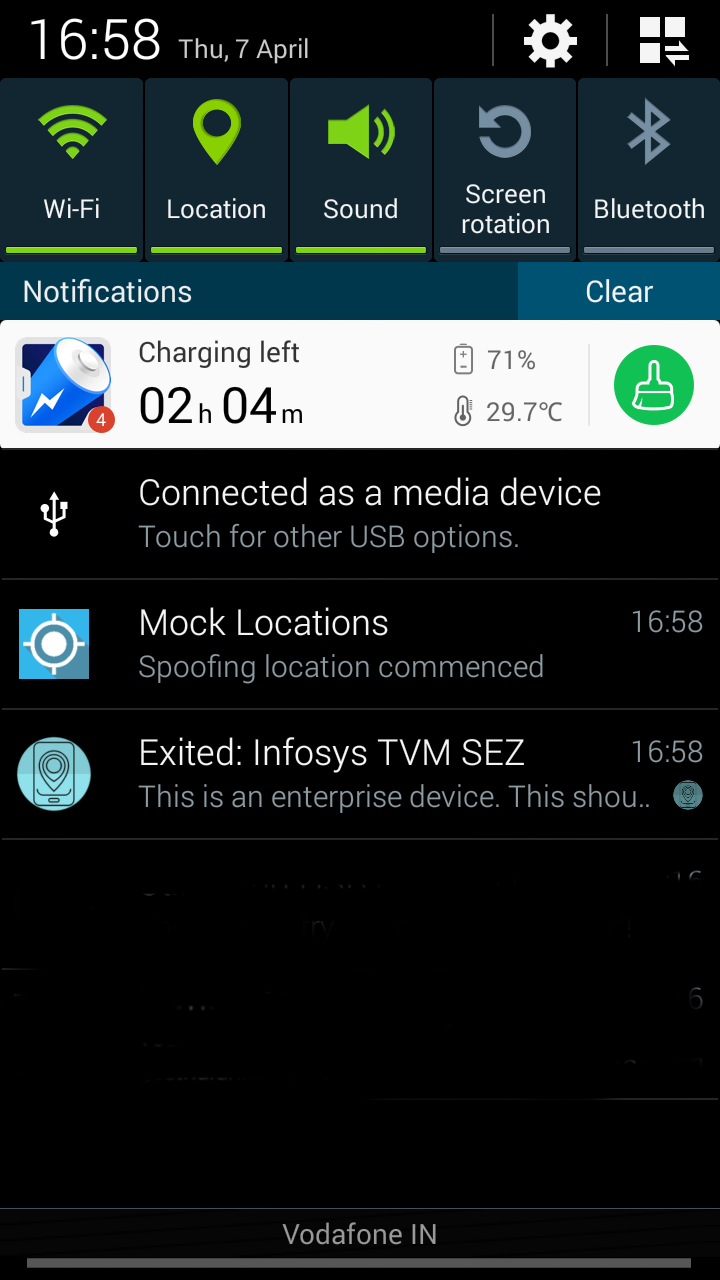 16:58 Thu, 7 April
Wi-Fi
Location
Sound
Screen
rotation
Bluetooth
Notifications
Clear
Charging left
71%
02 h 04 m
29.7℃
4
Connected as a media device
Touch for other USB options.
Mock Locations 16:58
Spoofing location commenced
Exited: Infosys TVM SEZ 16:58
This is an enterprise device. This shou..
Vodafone IN